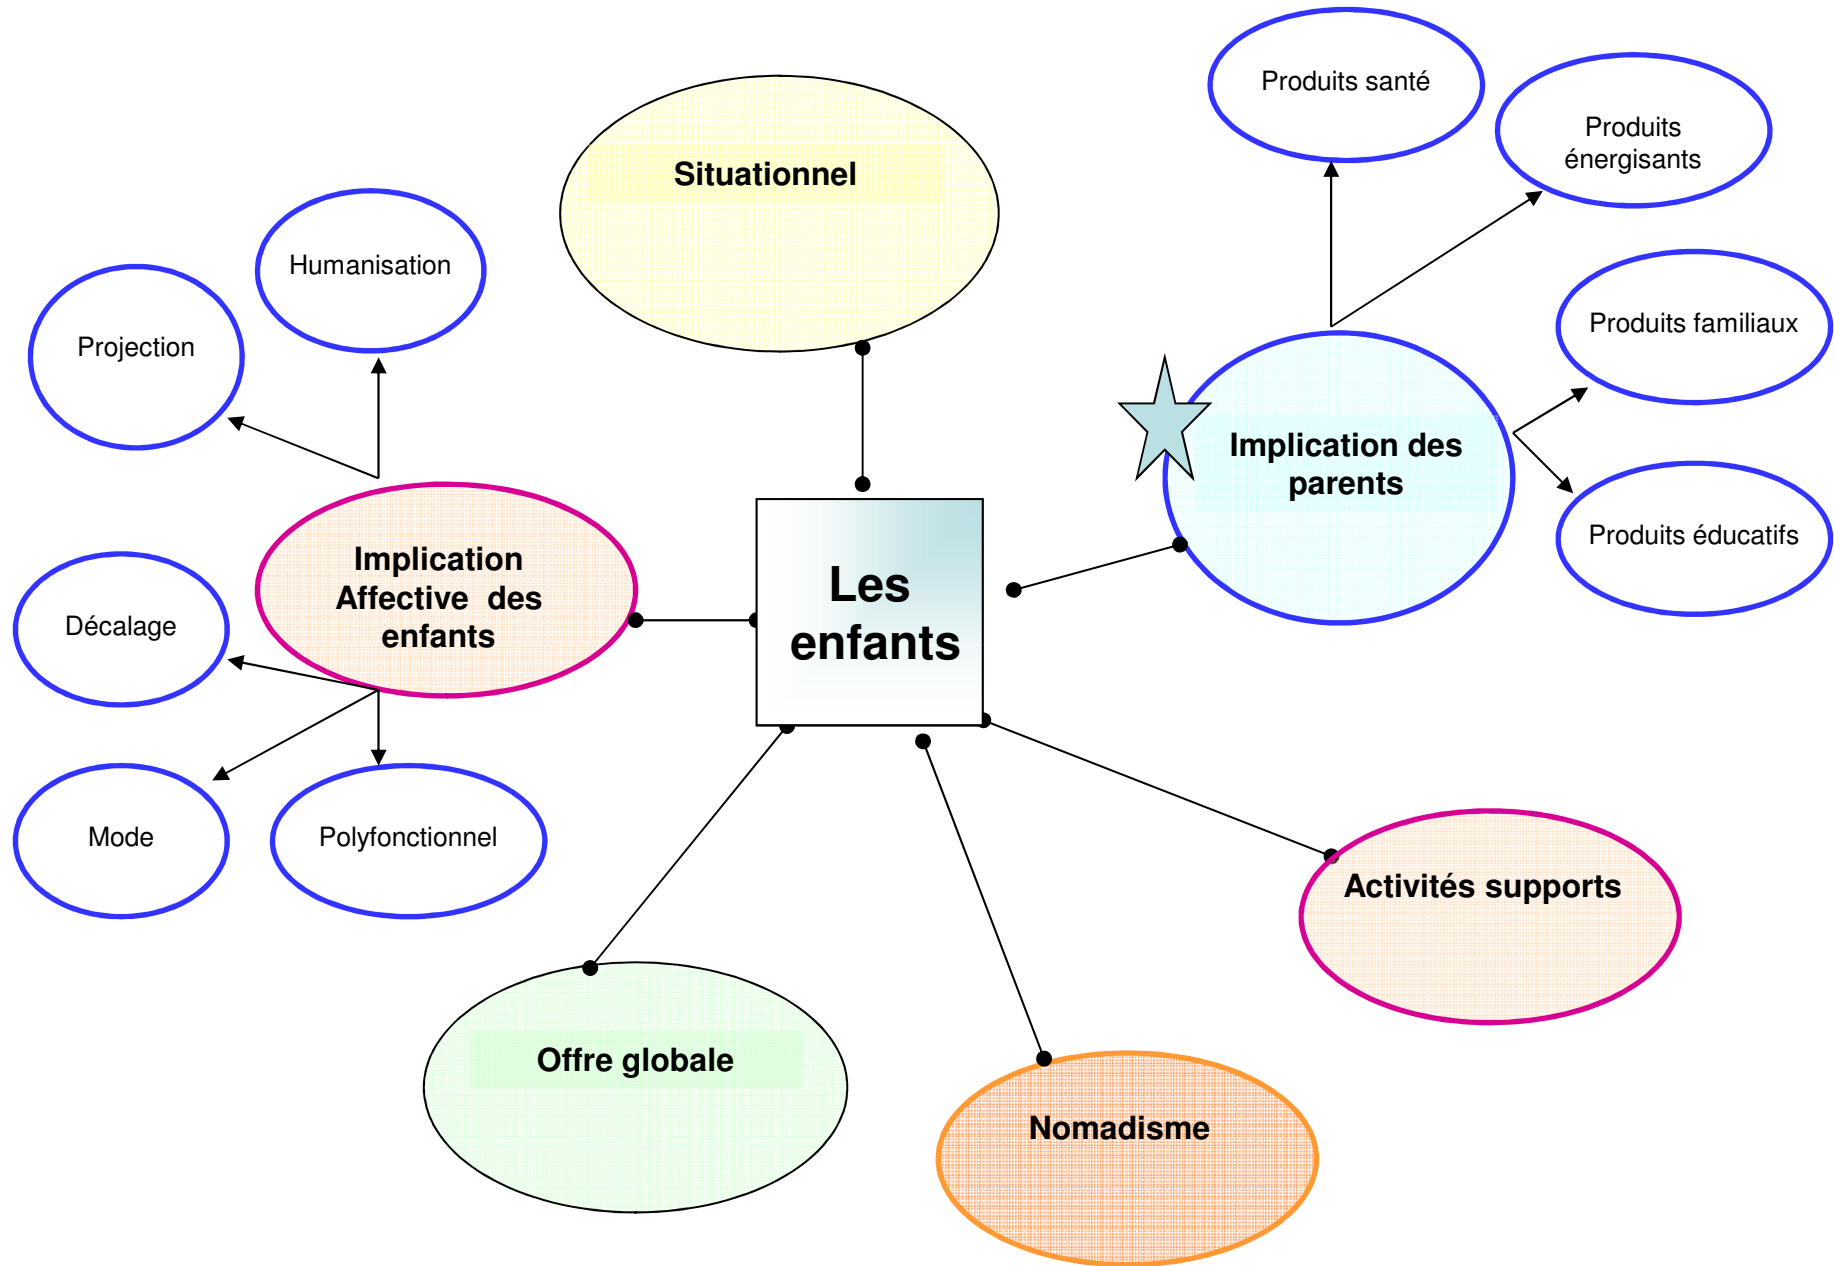 Produits santé
Produits
énergisants
Situationnel
Humanisation
Projection
Produits familiaux
Implication des
parents
Produits éducatifs
Implication
Affective des
enfants
Les
enfants
Décalage
Mode
Polyfonctionnel
Activités supports
Offre globale
Nomadisme